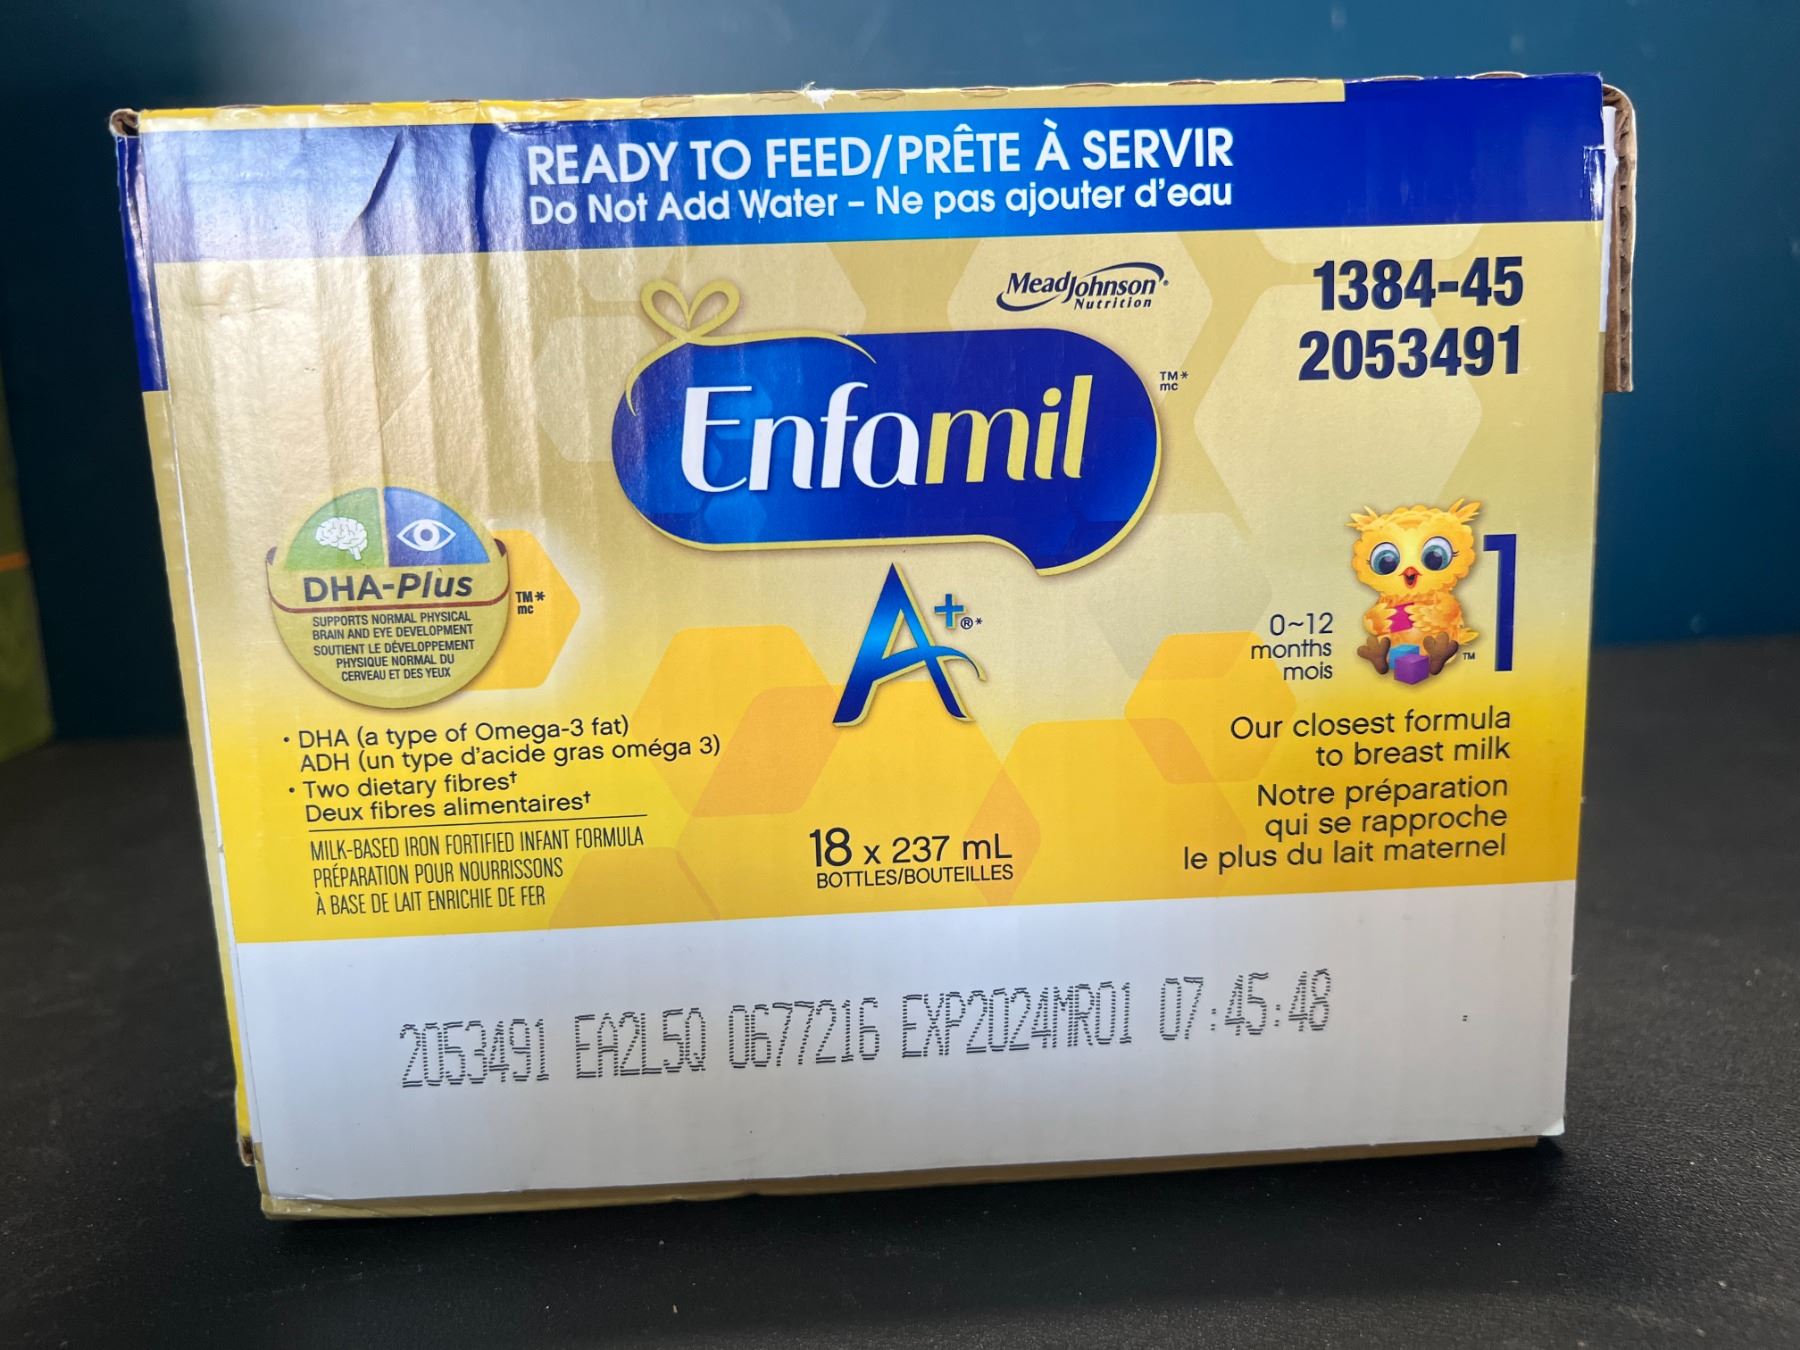 READY TO FEED/PRÊTE À SERVIR
Do Not Add Water – Ne pas ajouter d'eau
MeadJohnson
Nutrition
1384-45
2053491
Enfamil
TM*
mc
A+®*
DHA-Plus
TM*
mc
SUPPORTS NORMAL PHYSICAL
BRAIN AND EYE DEVELOPMENT
SOUTIENT LE DÉVELOPPEMENT
PHYSIQUE NORMAL DU
CERVEAU ET DES YEUX
0~12
months
mois
1
TM
• DHA (a type of Omega-3 fat)
ADH (un type d'acide gras oméga 3)
• Two dietary fibres†
Deux fibres alimentaires†
MILK-BASED IRON FORTIFIED INFANT FORMULA
PRÉPARATION POUR NOURRISSONS
À BASE DE LAIT ENRICHIE DE FER
18 x 237 mL
BOTTLES/BOUTEILLES
Our closest formula
to breast milk
Notre préparation
qui se rapproche
le plus du lait maternel
2053491 EA2L5Q 0677216 EXP2024MR01 07:45:48